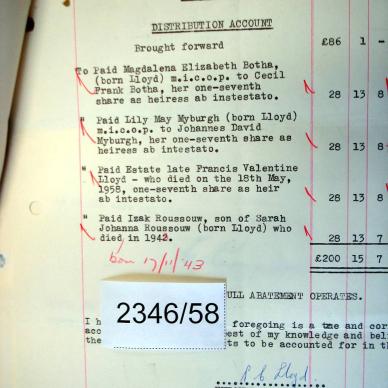 DISTRIBUTION ACCOUNT
Brought forward £86 1 -
To Paid Magdalena Elizabeth Botha,
(born Lloyd) m.i.c.o.p. to Cecil
Frank Botha, her one-seventh
share as heiress ab intestato. 28 13 8
" Paid Lily May Myburgh (born Lloyd)
m.i.c.o.p. to Johannes David
Myburgh, her one-seventh share as
heiress ab intestato. 28 13 8
" Paid Estate late Francis Valentine
Lloyd - who died on the 18th May,
1958, one-seventh share as heir
ab intestato. 28 13 8
" Paid Izak Roussouw, son of Sarah
Johanna Roussouw (born Lloyd) who
died in 1942. 28 13 7
born 17/11/43 £200 15 7
ULL ABATEMENT OPERATES.
2346/58
I h foregoing is a true and cor
acc est of my knowledge and beli
the ts to be accounted for in th
Lloyd